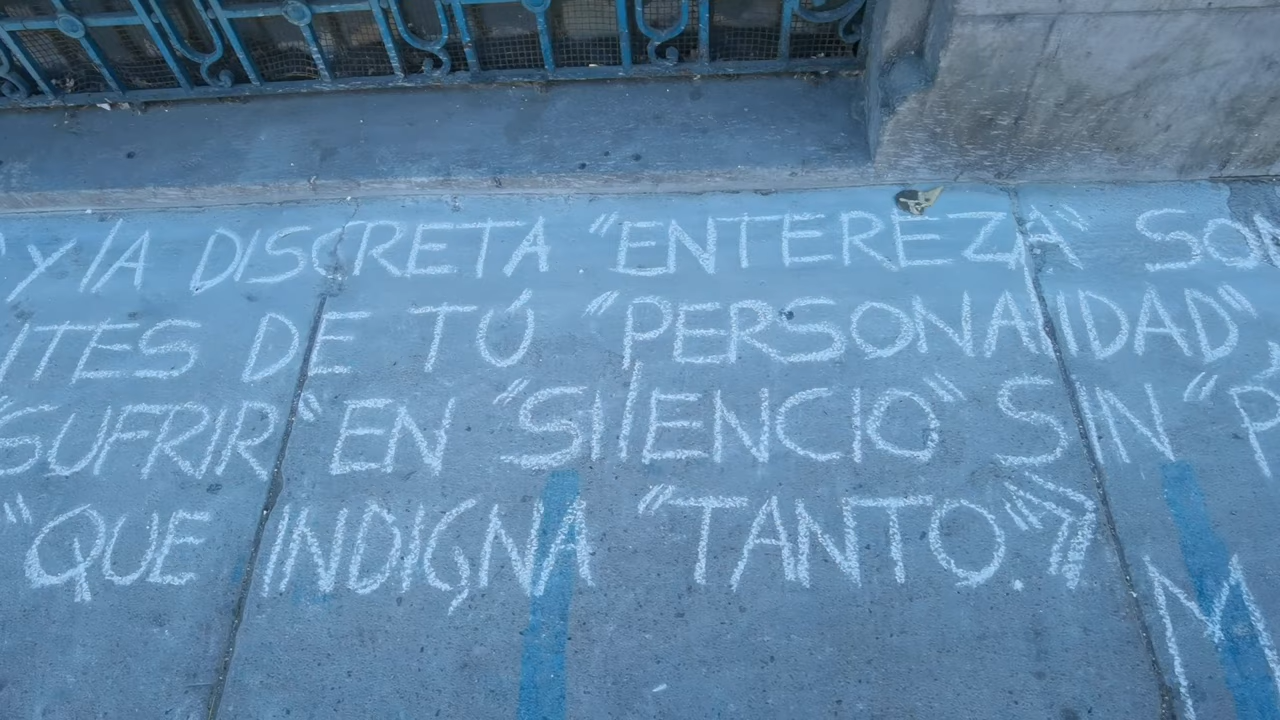 " Y LA DISCRETA "ENTEREZA" SON
ITES DE TÚ "PERSONALIDAD",
"SUFRIR" EN "SILENCIO" SIN "P
"QUE INDIGNA "TANTO."
M